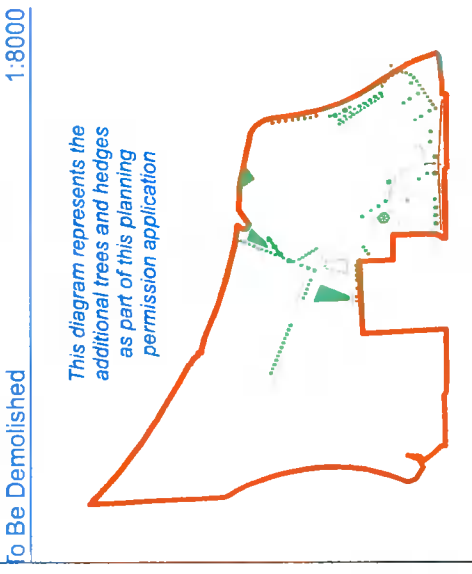 To Be Demolished 1:8000
This diagram represents the
additional trees and hedges
as part of this planning
permission application